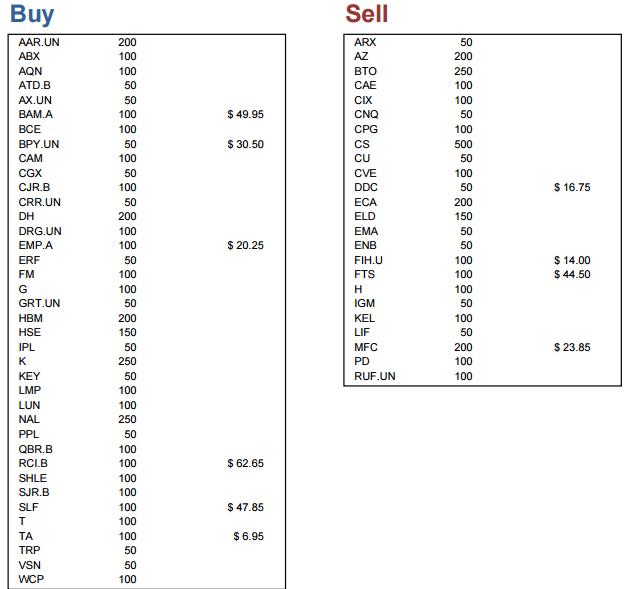 Buy
AAR.UN 200
ABX 100
AQN 100
ATD.B 50
AX.UN 50
BAM.A 100 $ 49.95
BCE 100
BPY.UN 50 $ 30.50
CAM 100
CGX 50
CJR.B 100
CRR.UN 50
DH 200
DRG.UN 100
EMP.A 100 $ 20.25
ERF 50
FM 100
G 100
GRT.UN 50
HBM 200
HSE 150
IPL 50
K 250
KEY 50
LMP 100
LUN 100
NAL 250
PPL 50
QBR.B 100
RCI.B 100 $ 62.65
SHLE 100
SJR.B 100
SLF 100 $ 47.85
T 100
TA 100 $ 6.95
TRP 50
VSN 50
WCP 100
Sell
ARX 50
AZ 200
BTO 250
CAE 100
CIX 100
CNQ 50
CPG 100
CS 500
CU 50
CVE 100
DDC 50 $ 16.75
ECA 200
ELD 150
EMA 50
ENB 50
FIH.U 100 $ 14.00
FTS 100 $ 44.50
H 100
IGM 50
KEL 100
LIF 50
MFC 200 $ 23.85
PD 100
RUF.UN 100